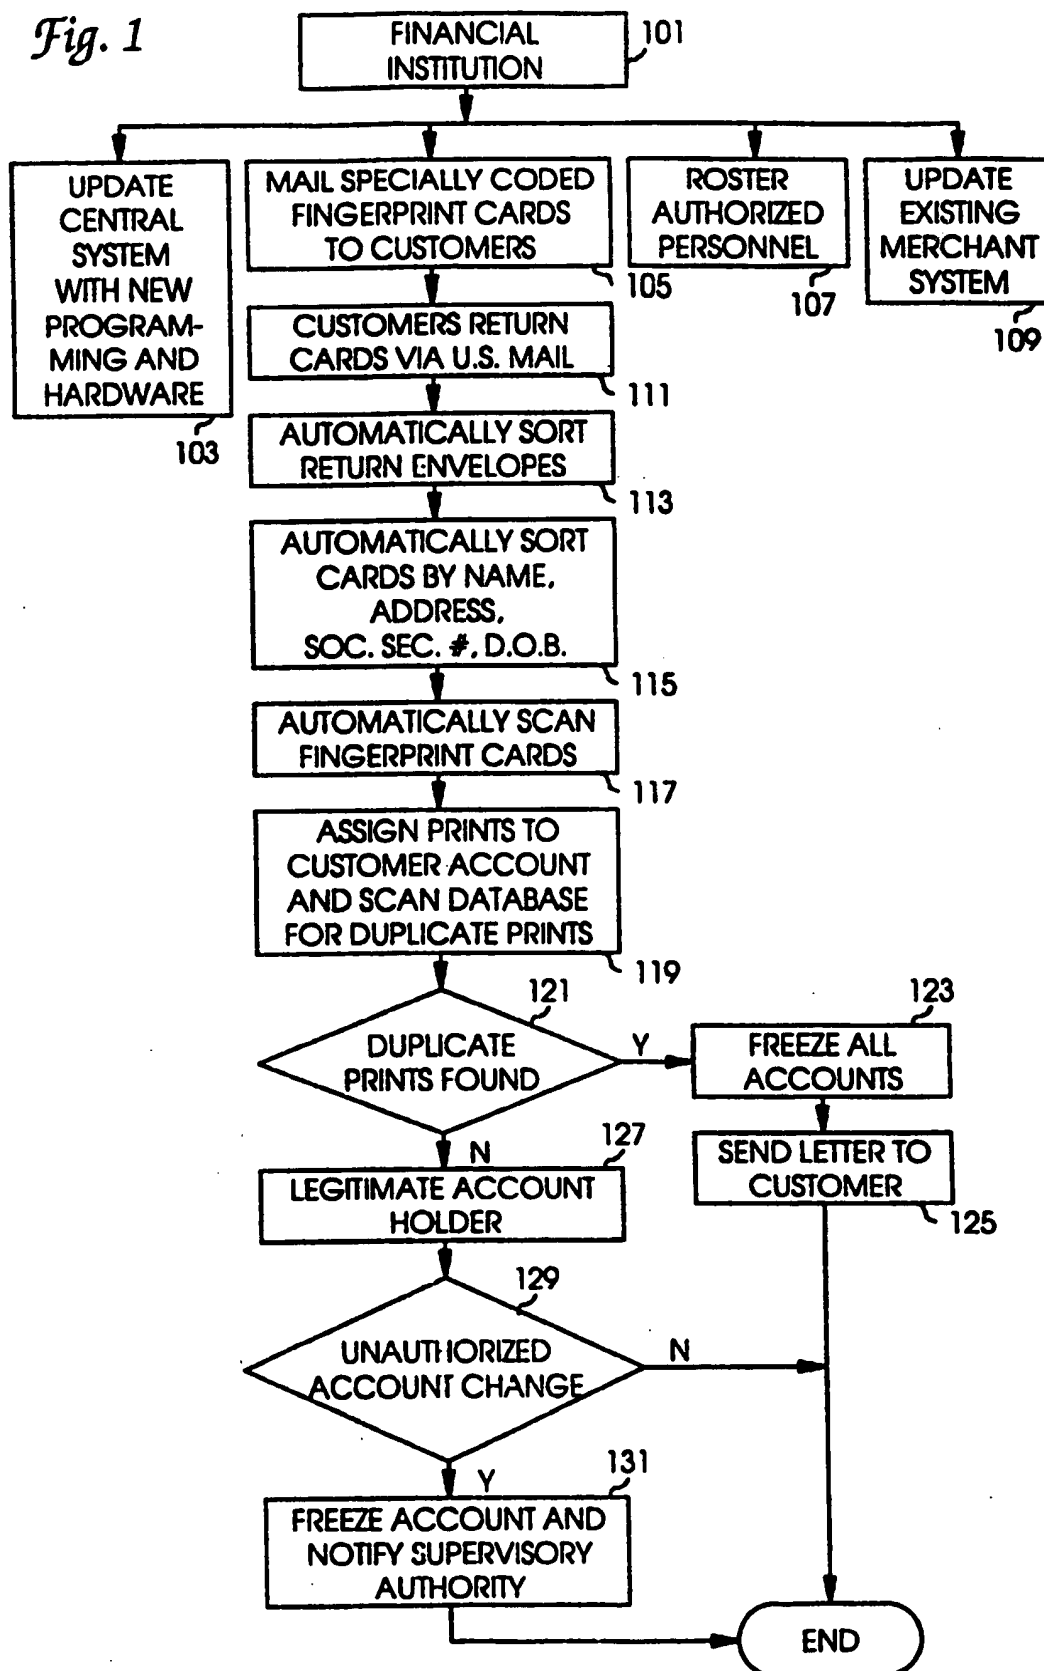 Fig. 1
FINANCIAL
INSTITUTION
101
UPDATE
CENTRAL
SYSTEM
WITH NEW
PROGRAM-
MING AND
HARDWARE
103
MAIL SPECIALLY CODED
FINGERPRINT CARDS
TO CUSTOMERS
105
ROSTER
AUTHORIZED
PERSONNEL
107
UPDATE
EXISTING
MERCHANT
SYSTEM
109
CUSTOMERS RETURN
CARDS VIA U.S. MAIL
111
AUTOMATICALLY SORT
RETURN ENVELOPES
113
AUTOMATICALLY SORT
CARDS BY NAME,
ADDRESS,
SOC. SEC. #, D.O.B.
115
AUTOMATICALLY SCAN
FINGERPRINT CARDS
117
ASSIGN PRINTS TO
CUSTOMER ACCOUNT
AND SCAN DATABASE
FOR DUPLICATE PRINTS
119
121
DUPLICATE
PRINTS FOUND
Y
123
FREEZE ALL
ACCOUNTS
SEND LETTER TO
CUSTOMER
125
N
127
LEGITIMATE ACCOUNT
HOLDER
129
UNAUTHORIZED
ACCOUNT CHANGE
N
Y
131
FREEZE ACCOUNT AND
NOTIFY SUPERVISORY
AUTHORITY
END